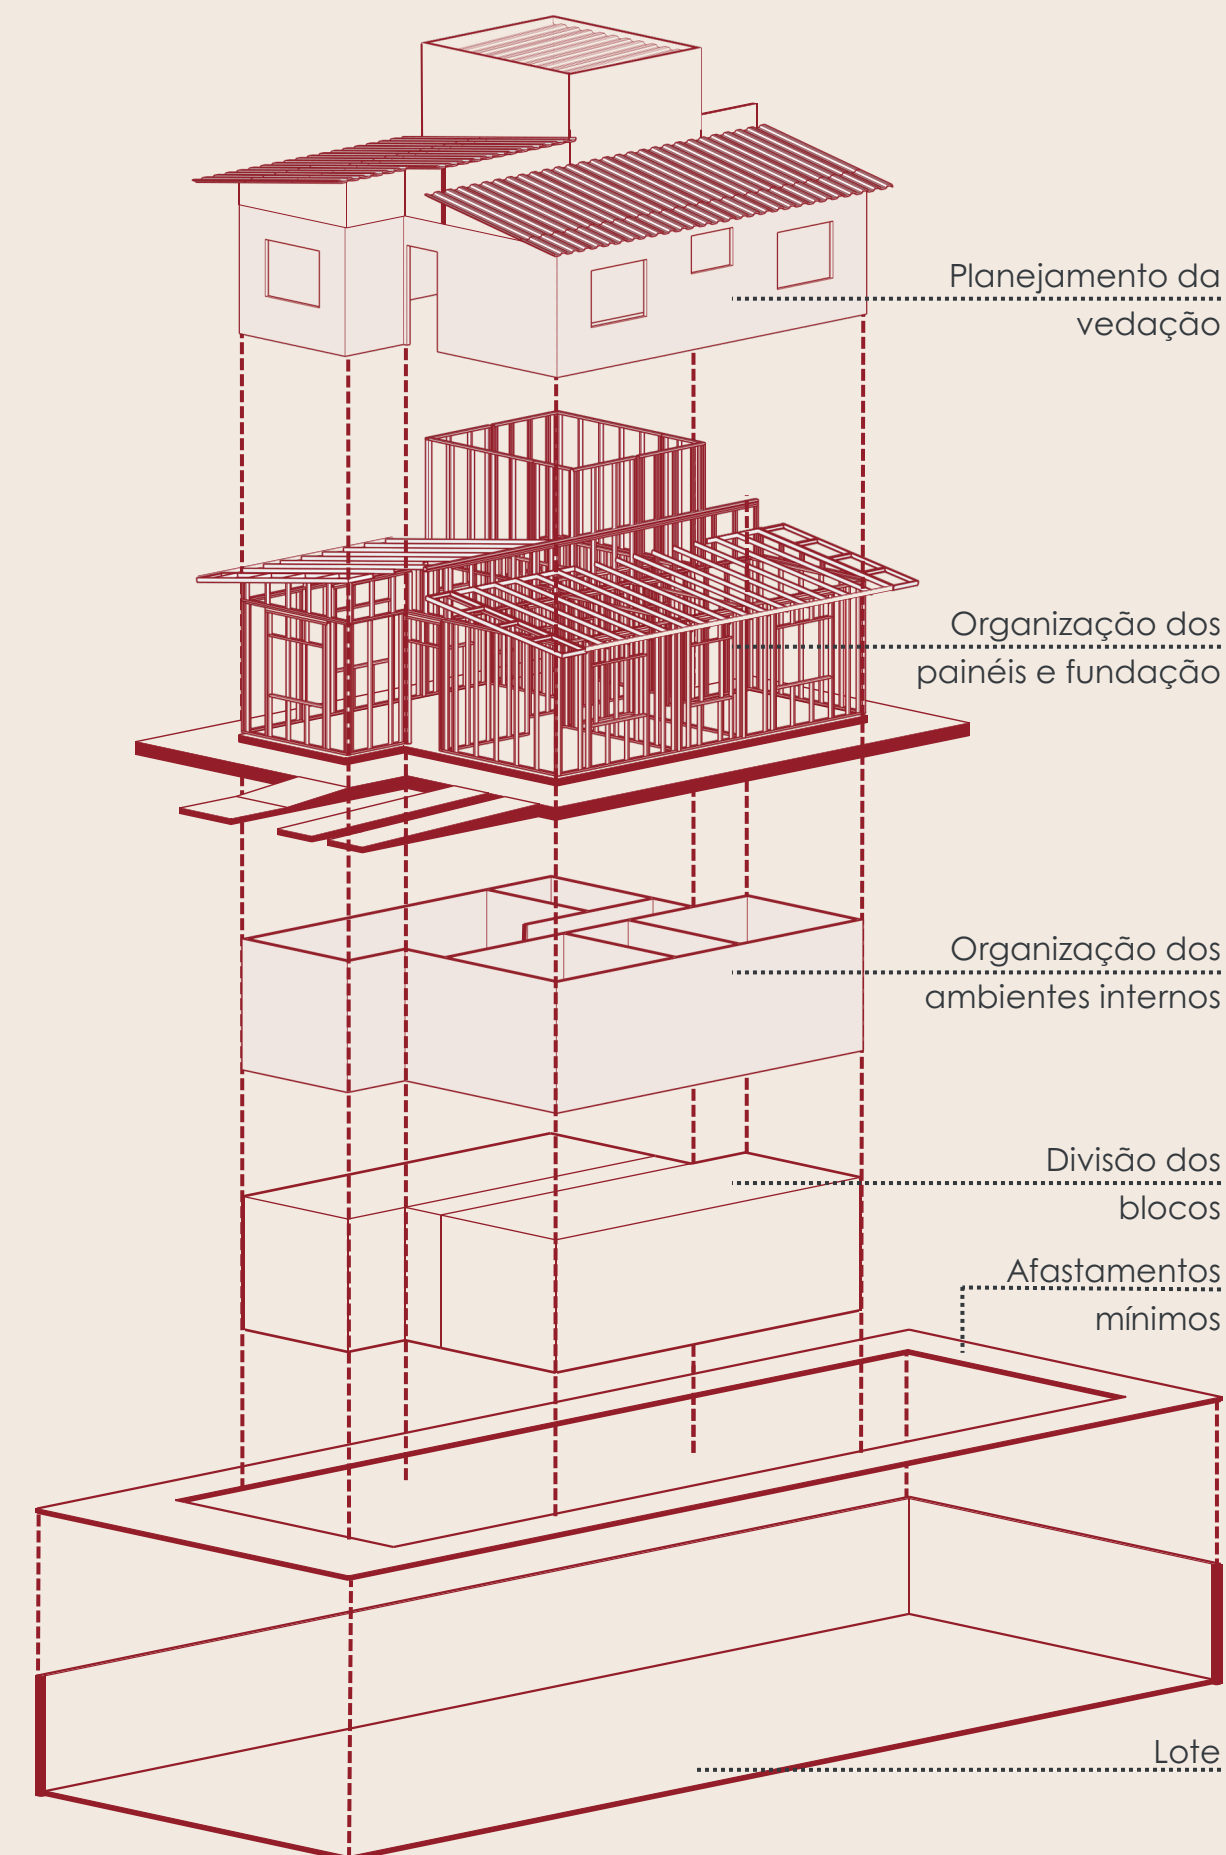 Planejamento da
vedação
Organização dos
painéis e fundação
Organização dos
ambientes internos
Divisão dos
blocos
Afastamentos
mínimos
Lote